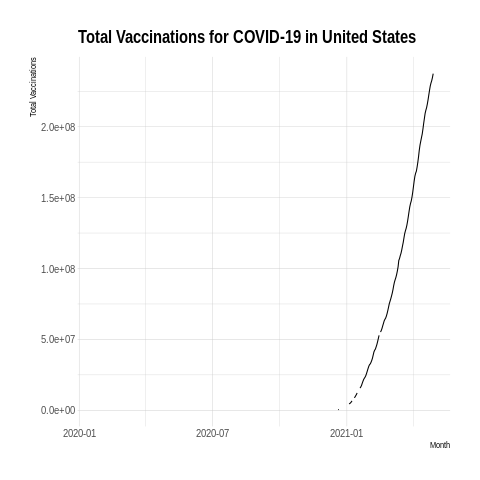 Total Vaccinations for COVID-19 in United States
Total Vaccinations
2.0e+08
1.5e+08
1.0e+08
5.0e+07
0.0e+00
2020-01
2020-07
2021-01
Month